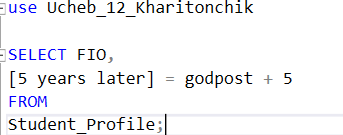 use Ucheb_12_Kharitonchik
SELECT FIO,
[5 years later] = godpost + 5
FROM
Student_Profile;